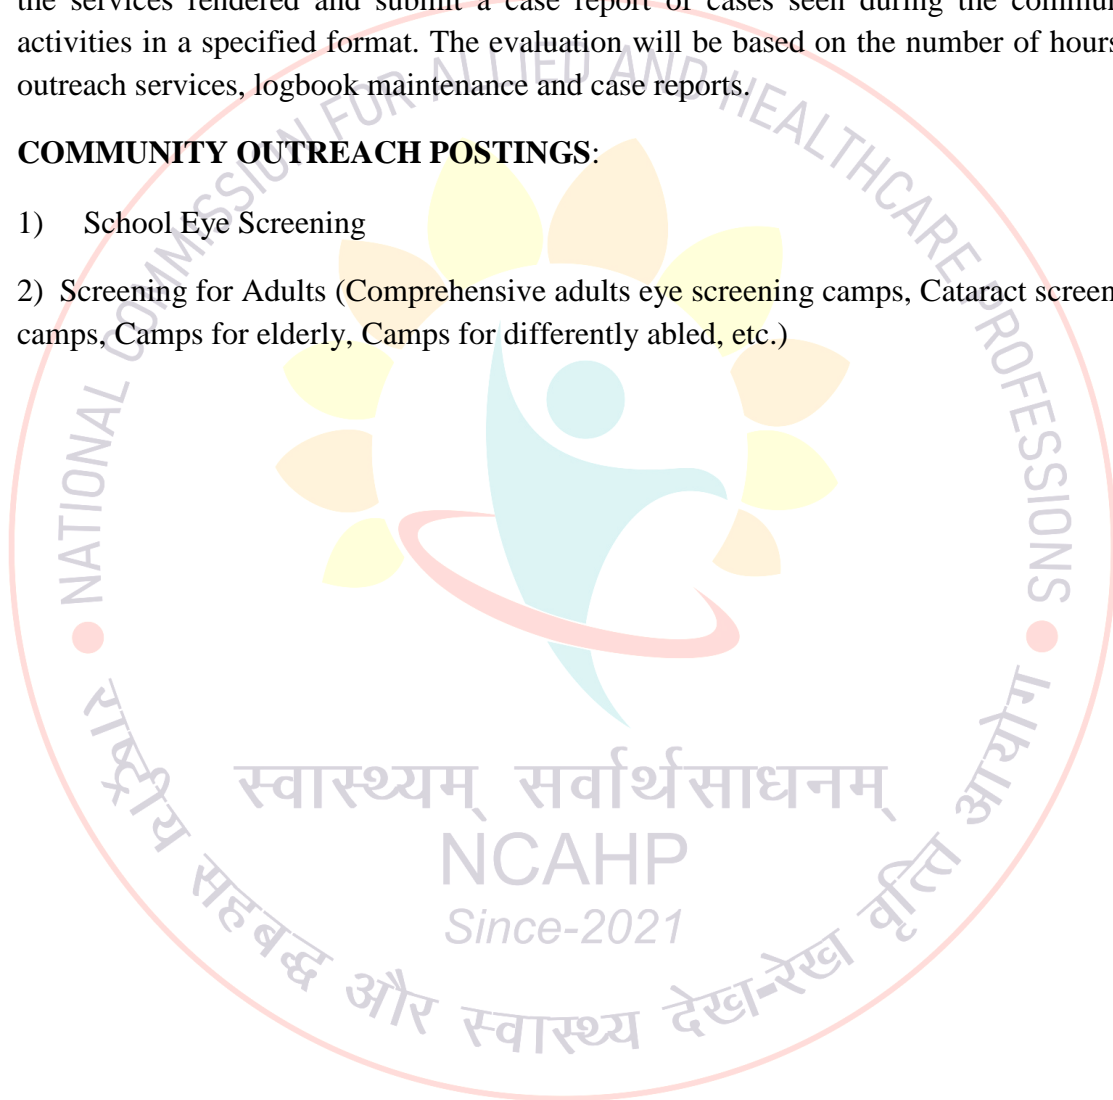 the services rendered and submit a case report of cases seen during the commun
activities in a specified format. The evaluation will be based on the number of hours
outreach services, logbook maintenance and case reports.
COMMUNITY OUTREACH POSTINGS:
1) School Eye Screening
2) Screening for Adults (Comprehensive adults eye screening camps, Cataract screen
camps, Camps for elderly, Camps for differently abled, etc.)
NATIONAL COMMISSION FOR ALLIED AND HEALTHCARE PROFESSIONS
स्वास्थ्यम् सर्वार्थसाधनम्
NCAHP
Since-2021
राष्ट्रीय सहबद्ध और स्वास्थ्य देख-रेख वृत्ति आयोग